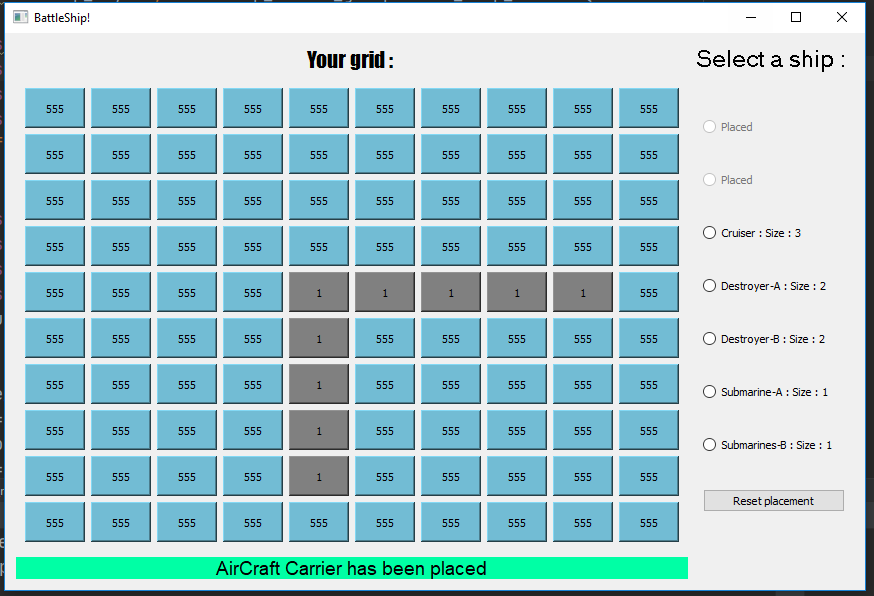 BattleShip!
Your grid :
Select a ship :
555 555 555 555 555 555 555 555 555 555
Placed
555 555 555 555 555 555 555 555 555 555
Placed
555 555 555 555 555 555 555 555 555 555
Cruiser : Size : 3
555 555 555 555 555 555 555 555 555 555
Destroyer-A : Size : 2
555 555 555 555 1 1 1 1 1 555
Destroyer-B : Size : 2
555 555 555 555 1 555 555 555 555 555
Submarine-A : Size : 1
555 555 555 555 1 555 555 555 555 555
Submarines-B : Size : 1
555 555 555 555 1 555 555 555 555 555
555 555 555 555 1 555 555 555 555 555
Reset placement
555 555 555 555 555 555 555 555 555 555
AirCraft Carrier has been placed